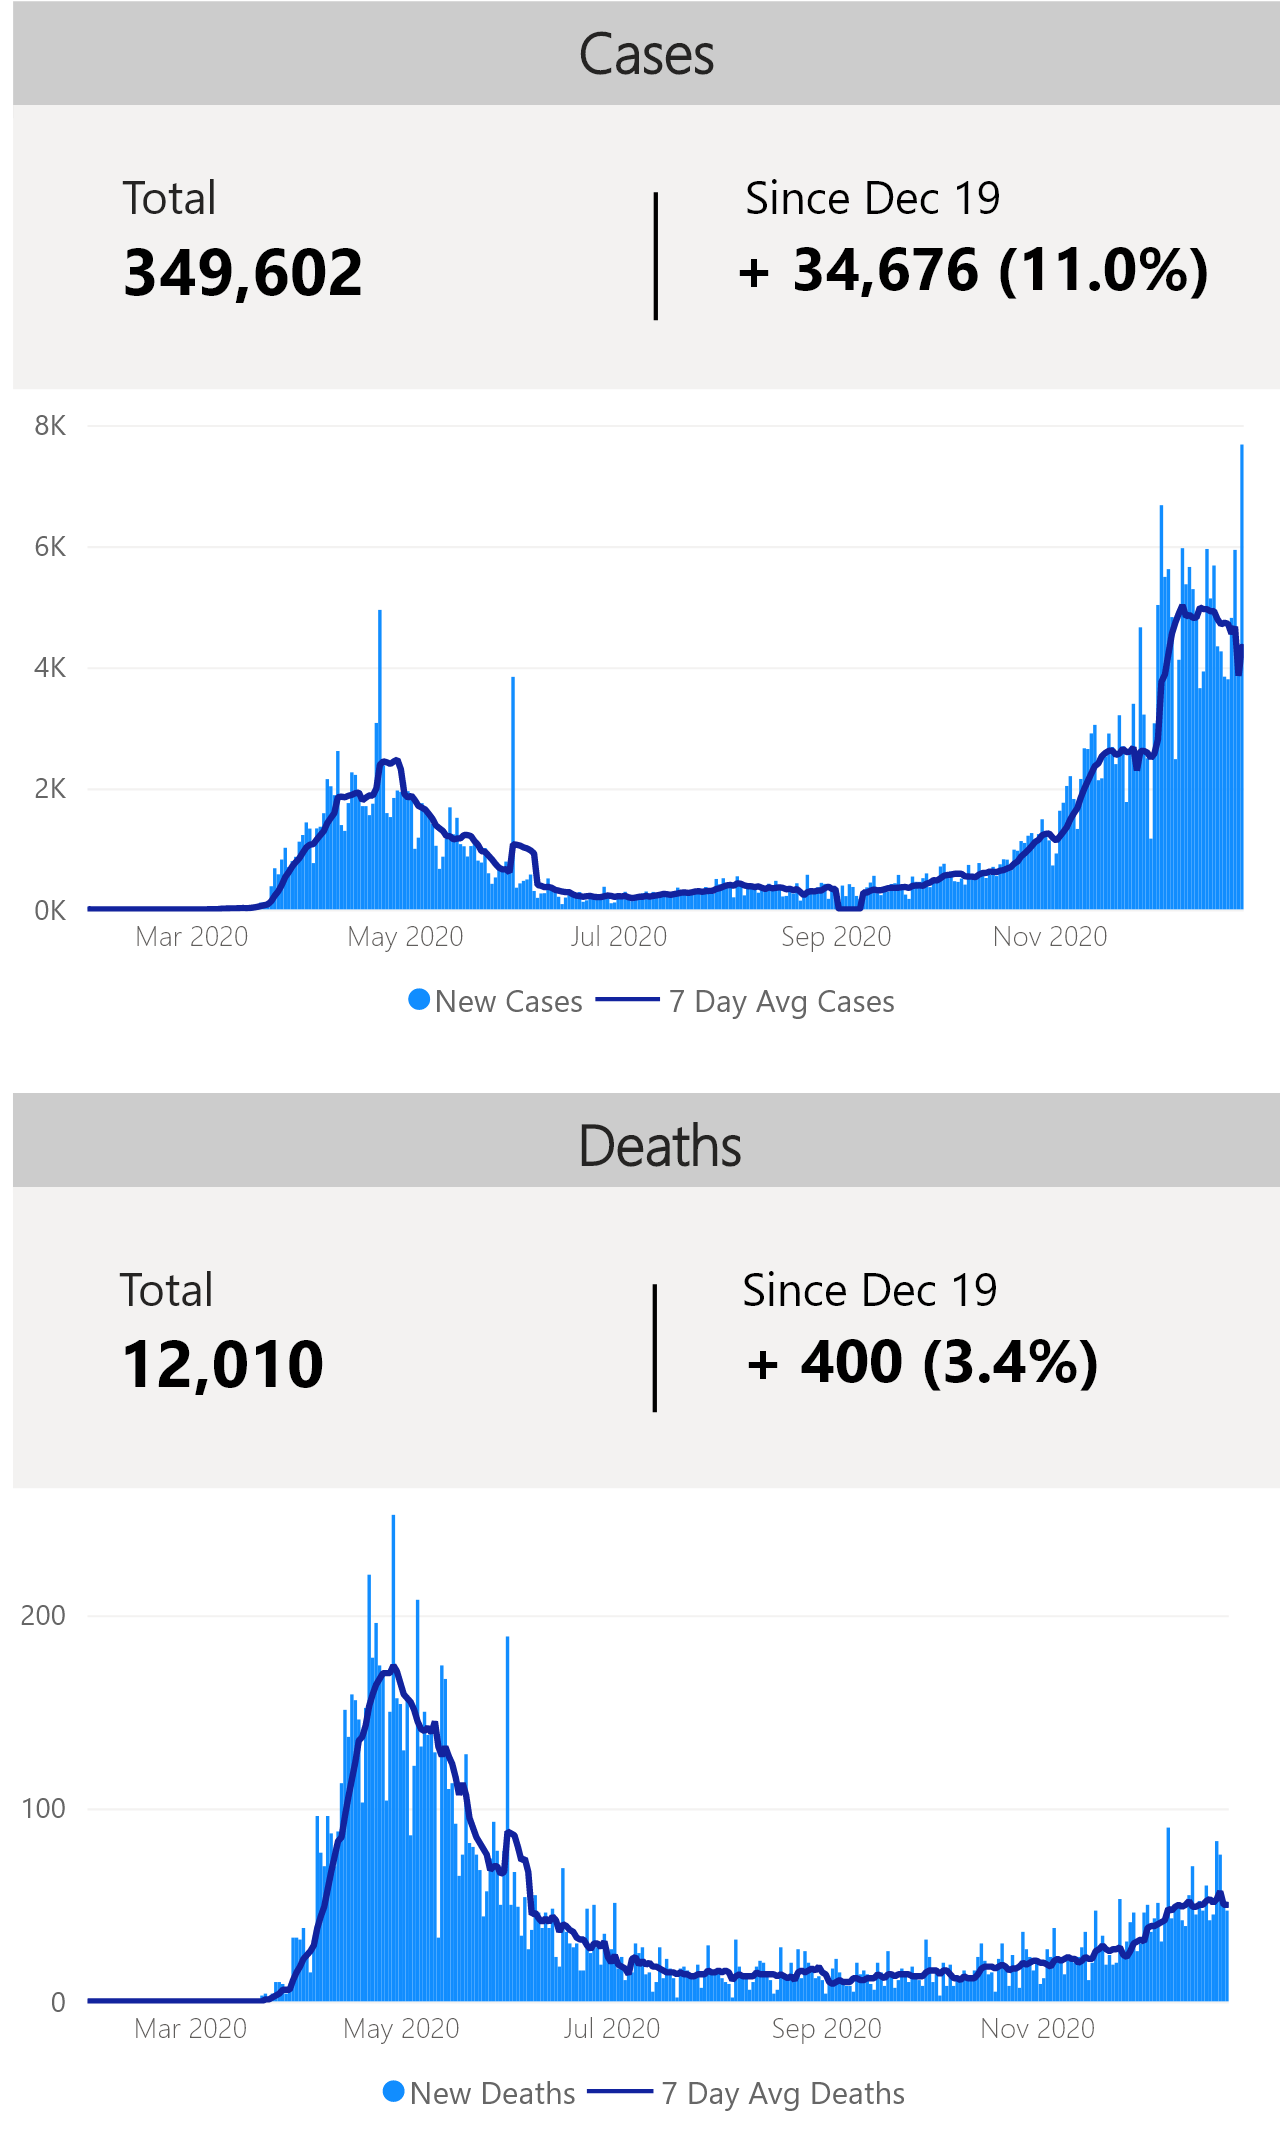 Cases
Total
Since Dec 19
349,602
+ 34,676 (11.0%)
8K
6K
4K
2K
0K
Mar 2020 May 2020 Jul 2020 Sep 2020 Nov 2020
New Cases 7 Day Avg Cases
Deaths
Total
Since Dec 19
12,010
+ 400 (3.4%)
200
100
0
Mar 2020 May 2020 Jul 2020 Sep 2020 Nov 2020
New Deaths 7 Day Avg Deaths